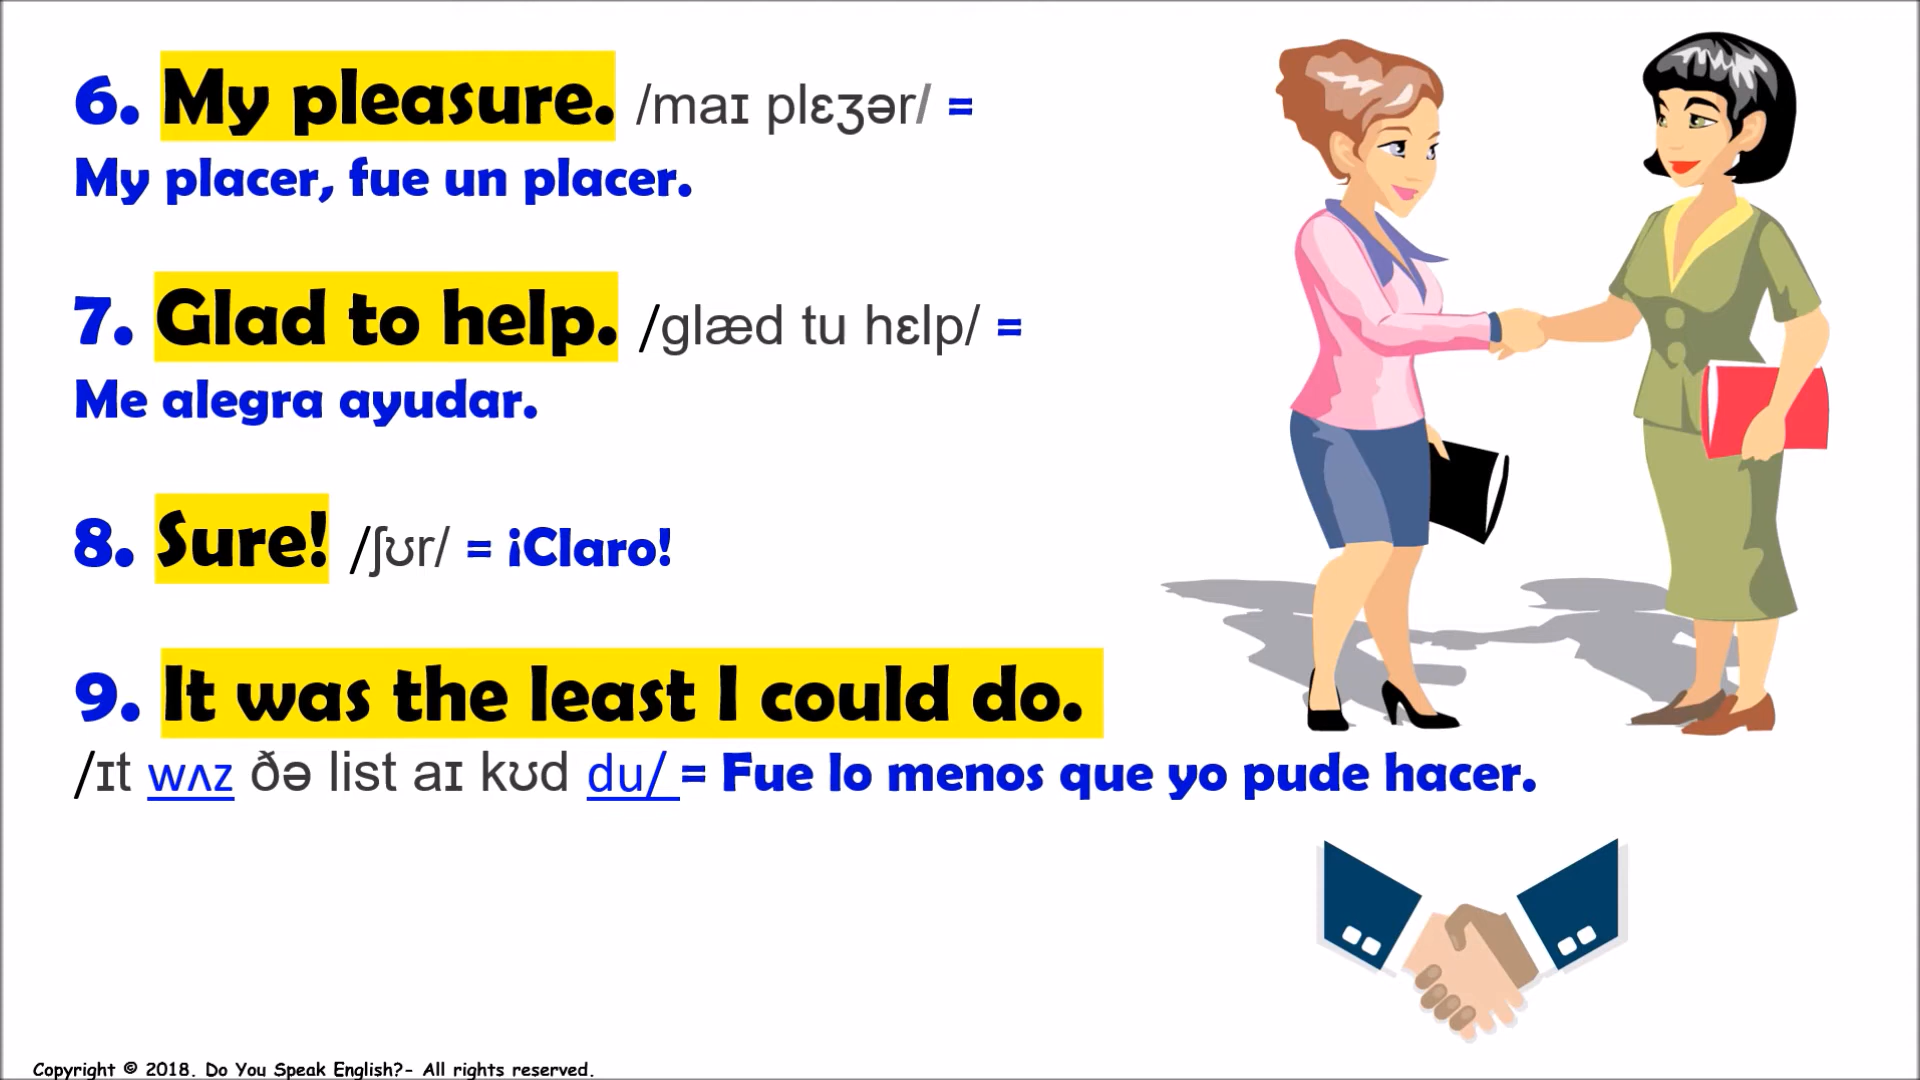 6. My pleasure. /maɪ plɛʒər/ =
My placer, fue un placer.
7. Glad to help. /glæd tu hɛlp/ =
Me alegra ayudar.
8. Sure! /ʃʊr/ = ¡Claro!
9. It was the least I could do.
/ɪt wʌz ðə list aɪ kʊd du/ = Fue lo menos que yo pude hacer.
Copyright © 2018. Do You Speak English?- All rights reserved.